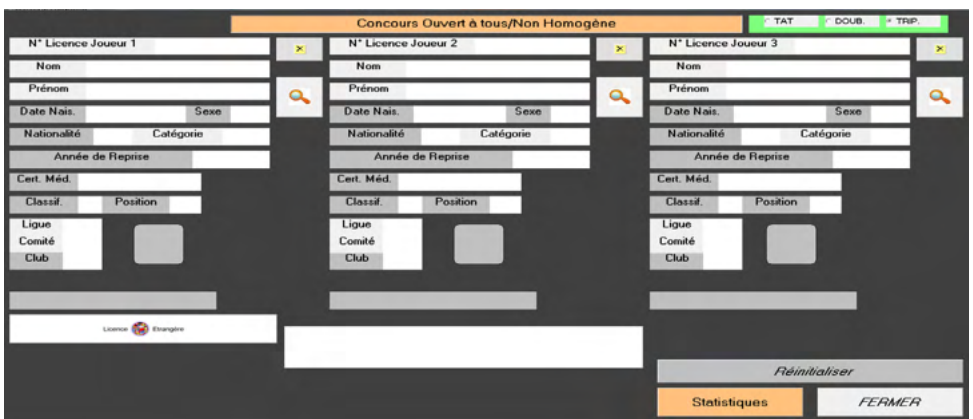 Concours Ouvert à tous/Non Homogène
TAT DOUB. TRIP.
N° Licence Joueur 1
Nom
Prénom
Date Nais. Sexe
Nationalité Catégorie
Année de Reprise
Cert. Méd.
Classif. Position
Ligue
Comité
Club
Licence Etrangère
N° Licence Joueur 2
Nom
Prénom
Date Nais. Sexe
Nationalité Catégorie
Année de Reprise
Cert. Méd.
Classif. Position
Ligue
Comité
Club
N° Licence Joueur 3
Nom
Prénom
Date Nais. Sexe
Nationalité Catégorie
Année de Reprise
Cert. Méd.
Classif. Position
Ligue
Comité
Club
Réinitialiser
Statistiques FERMER